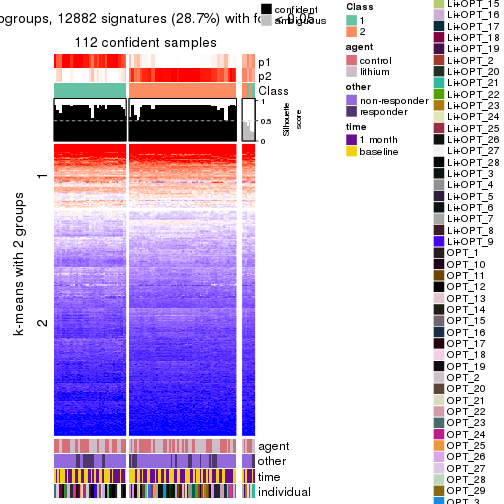 12882 signatures (28.7%) with
112 confident samples
p1
p2
Class
1
0.5
0
Silhouette
score
k-means with 2 groups
1
2
agent
other
time
individual
confident
ambiguous
Class
1
2
agent
control
lithium
other
non-responder
responder
time
1 month
baseline
Li+OPT_15
Li+OPT_16
Li+OPT_17
Li+OPT_18
Li+OPT_19
Li+OPT_2
Li+OPT_20
Li+OPT_21
Li+OPT_22
Li+OPT_23
Li+OPT_24
Li+OPT_25
Li+OPT_26
Li+OPT_27
Li+OPT_28
Li+OPT_3
Li+OPT_4
Li+OPT_5
Li+OPT_6
Li+OPT_7
Li+OPT_8
Li+OPT_9
OPT_1
OPT_10
OPT_11
OPT_12
OPT_13
OPT_14
OPT_15
OPT_16
OPT_17
OPT_18
OPT_19
OPT_2
OPT_20
OPT_21
OPT_22
OPT_23
OPT_24
OPT_25
OPT_26
OPT_27
OPT_28
OPT_29
OPT_3